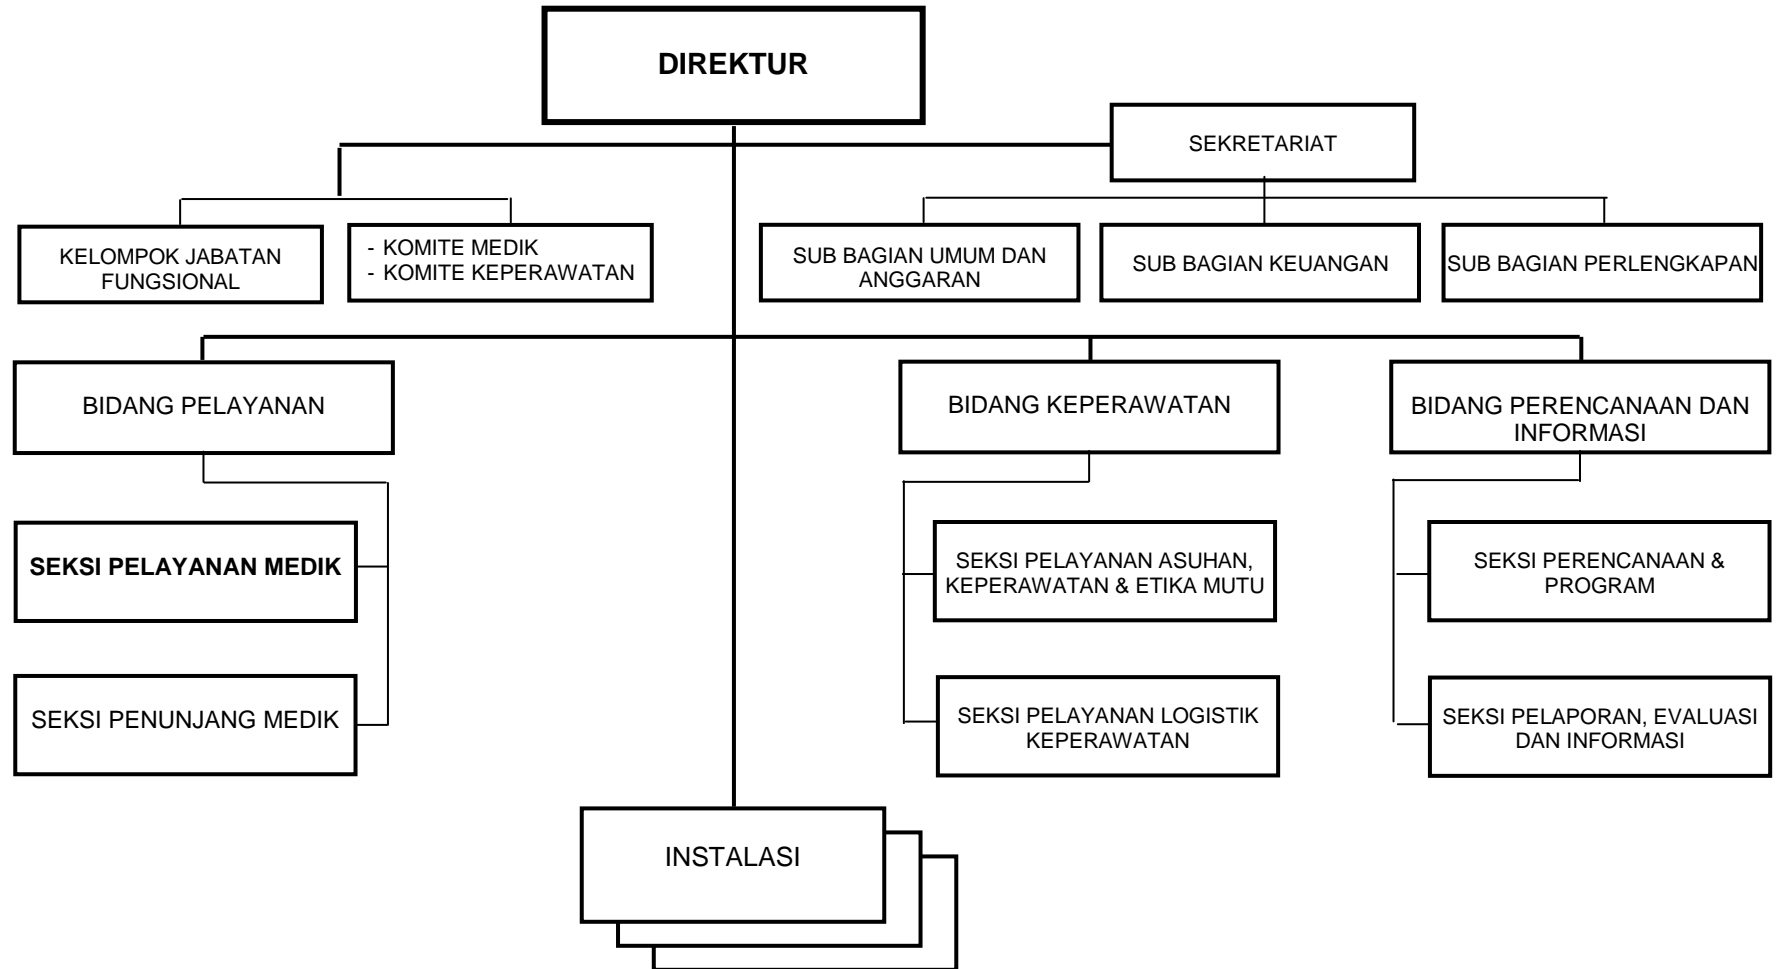 DIREKTUR
SEKRETARIAT
KELOMPOK JABATAN
FUNGSIONAL
- KOMITE MEDIK
- KOMITE KEPERAWATAN
SUB BAGIAN UMUM DAN
ANGGARAN
SUB BAGIAN KEUANGAN
SUB BAGIAN PERLENGKAPAN
BIDANG PELAYANAN
BIDANG KEPERAWATAN
BIDANG PERENCANAAN DAN
INFORMASI
SEKSI PELAYANAN MEDIK
SEKSI PELAYANAN ASUHAN,
KEPERAWATAN & ETIKA MUTU
SEKSI PERENCANAAN &
PROGRAM
SEKSI PENUNJANG MEDIK
SEKSI PELAYANAN LOGISTIK
KEPERAWATAN
SEKSI PELAPORAN, EVALUASI
DAN INFORMASI
INSTALASI